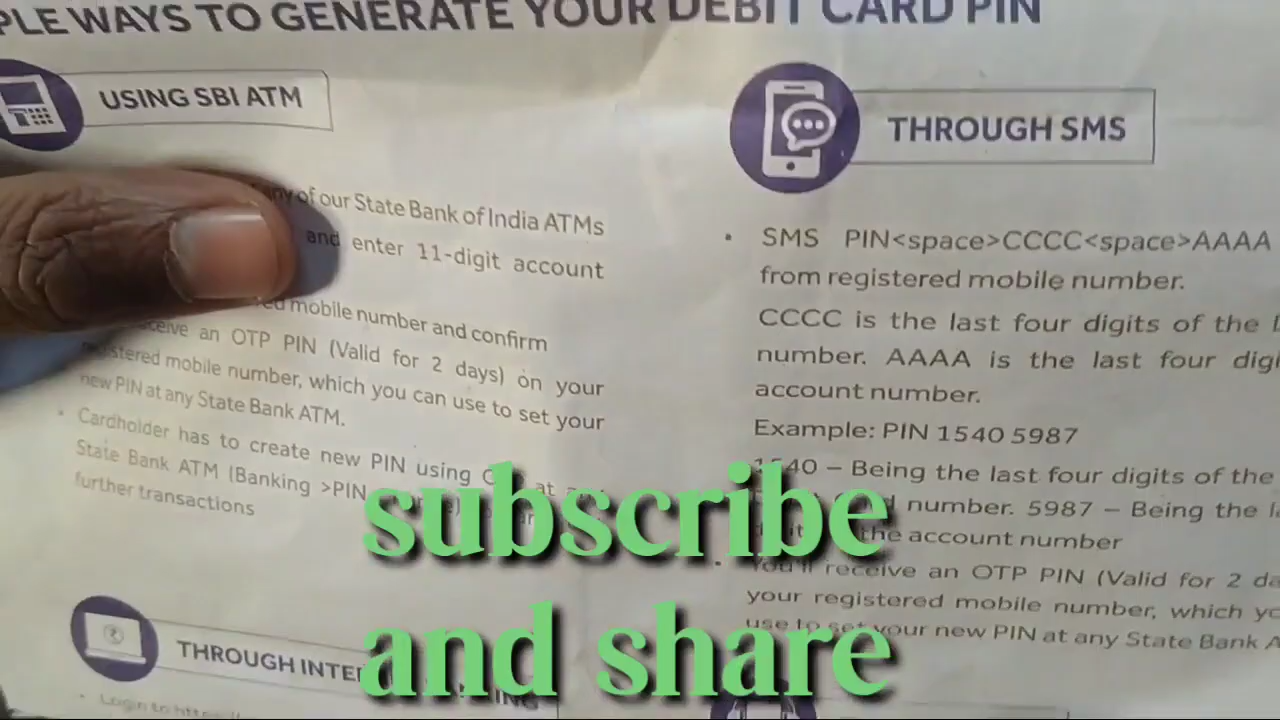 PLE WAYS TO GENERATE YOUR DEBIT CARD PIN
USING SBI ATM
of our State Bank of India ATMs
and enter 11-digit account
mobile number and confirm
an OTP PIN (Valid for 2 days) on your
mobile number, which you can use to set your
new PIN at any State Bank ATM.
• Cardholder has to create new PIN using at
State Bank ATM (Banking >PIN
further transactions
THROUGH SMS
• SMS PIN<space>CCCC<space>AAAA
from registered mobile number.
CCCC is the last four digits of the
number. AAAA is the last four
account number.
Example: PIN 1540 5987
1540 – Being the last four digits of the
number. 5987 – Being the
the account number
• You'll receive an OTP PIN (Valid for 2
your registered mobile number, which
use to set your new PIN at any State Bank
subscribe
and share
THROUGH
• Login to